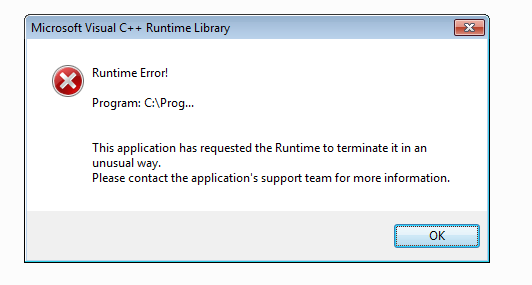 Microsoft Visual C++ Runtime Library
Runtime Error!
Program: C:\Prog...
This application has requested the Runtime to terminate it in an
unusual way.
Please contact the application's support team for more information.
OK